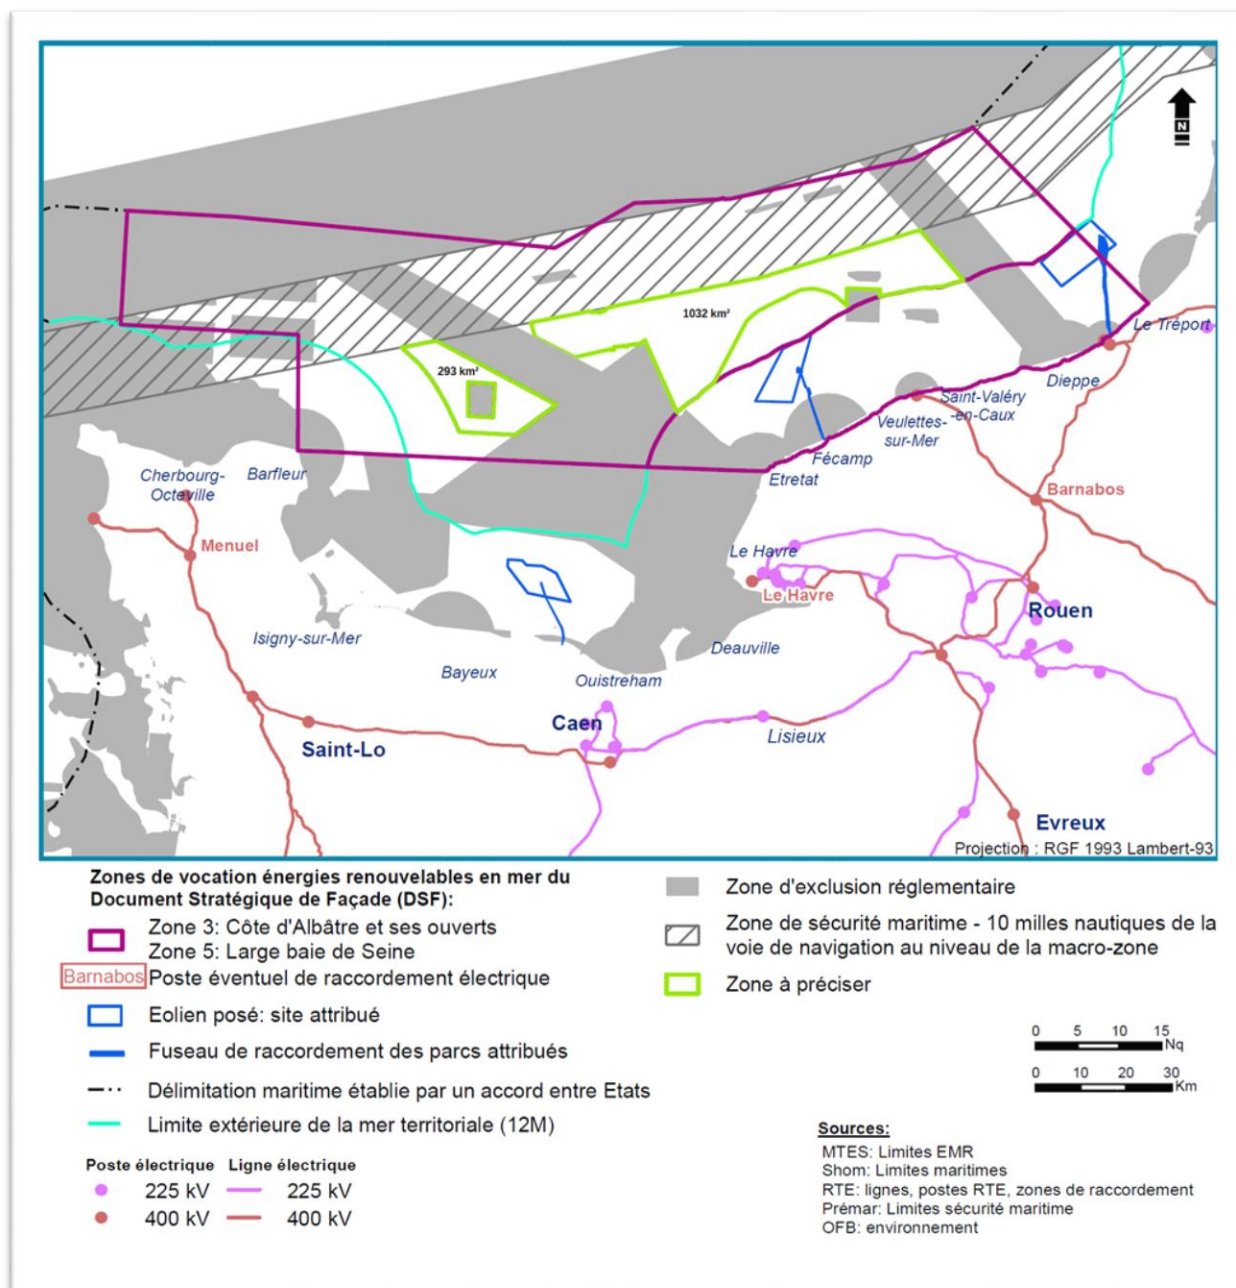 N
1032 km²
293 km²
Le Tréport
Dieppe
Saint-Valéry
-en-Caux
Veulettes-
sur-Mer
Fécamp
Etretat
Cherbourg-
Octeville
Barfleur
Barnabos
Menuel
Le Havre
Le Havre
Rouen
Isigny-sur-Mer
Deauville
Bayeux
Ouistreham
Caen
Saint-Lo
Lisieux
Evreux
Projection : RGF 1993 Lambert-93
Zones de vocation énergies renouvelables en mer du
Document Stratégique de Façade (DSF):
Zone 3: Côte d'Albâtre et ses ouverts
Zone 5: Large baie de Seine
Barnabos Poste éventuel de raccordement électrique
Eolien posé: site attribué
Fuseau de raccordement des parcs attribués
Délimitation maritime établie par un accord entre Etats
Limite extérieure de la mer territoriale (12M)
Poste électrique Ligne électrique
225 kV 225 kV
400 kV 400 kV
Zone d'exclusion réglementaire
Zone de sécurité maritime - 10 milles nautiques de la
voie de navigation au niveau de la macro-zone
Zone à préciser
0 5 10 15
Nq
0 10 20 30
Km
Sources:
MTES: Limites EMR
Shom: Limites maritimes
RTE: lignes, postes RTE, zones de raccordement
Prémar: Limites sécurité maritime
OFB: environnement